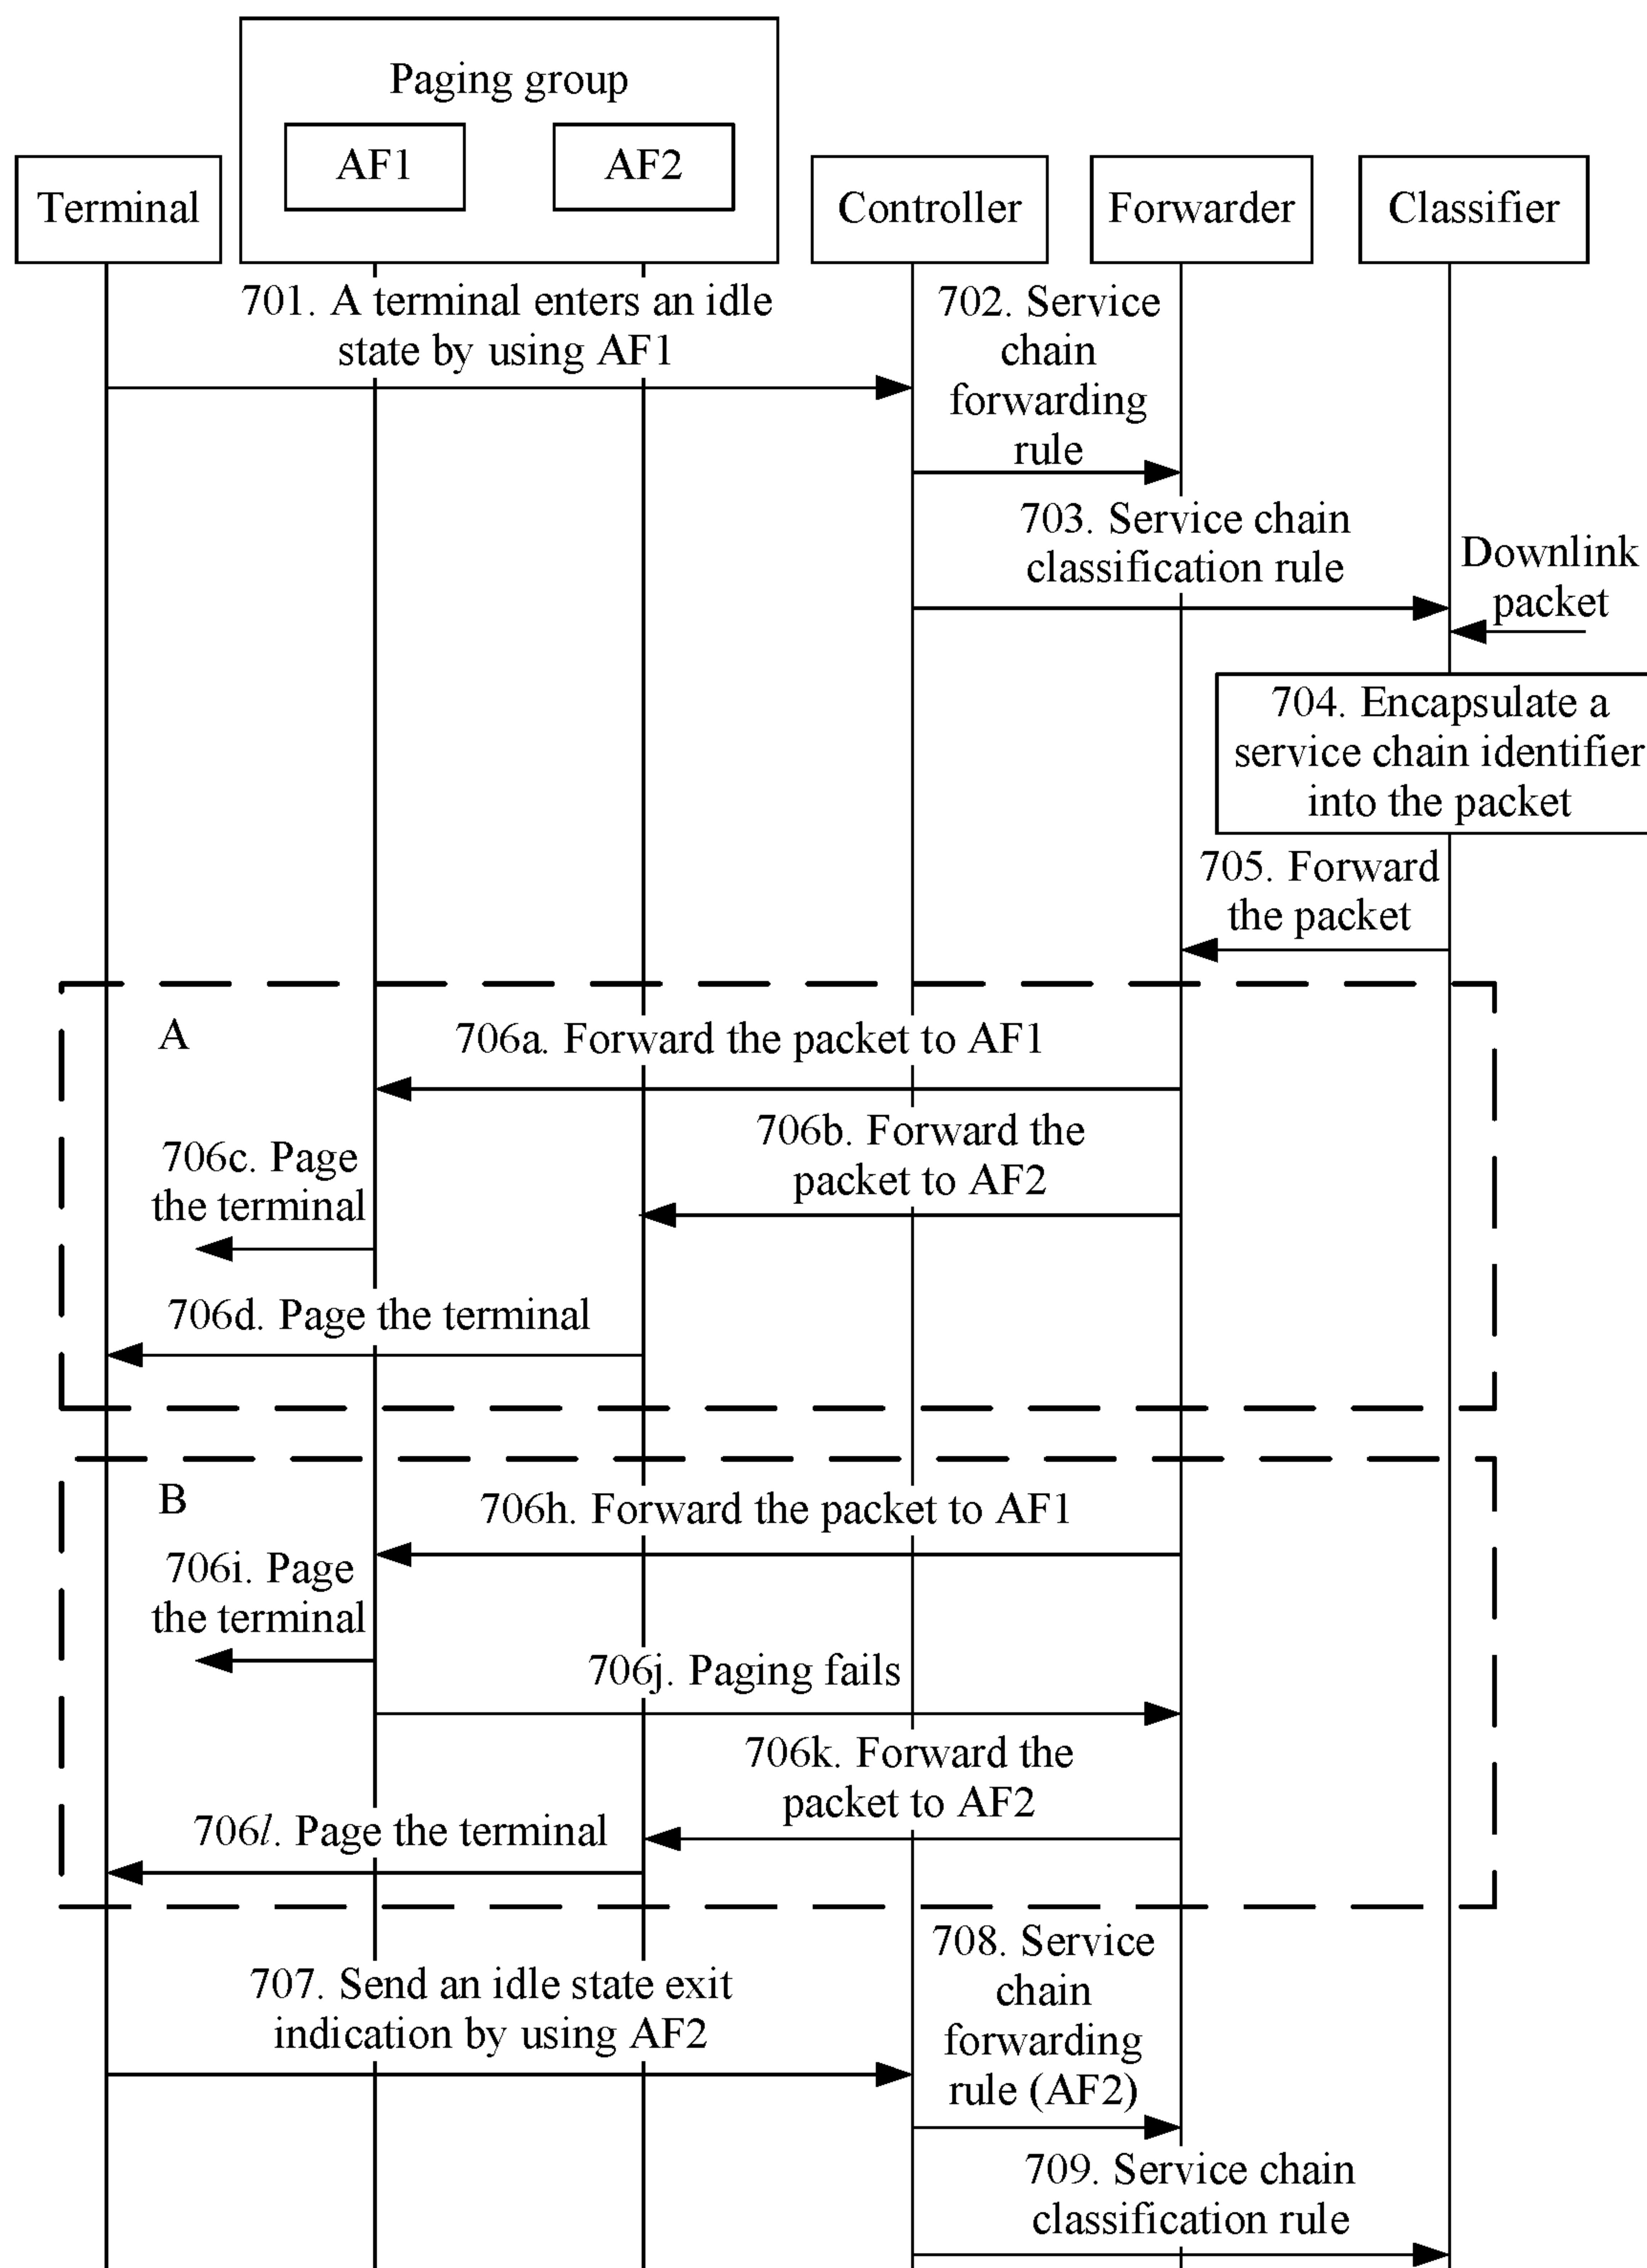 Paging group
AF1
AF2
Terminal
Controller
Forwarder
Classifier
701. A terminal enters an idle
state by using AF1
702. Service
chain
forwarding
rule
703. Service chain
classification rule
Downlink
packet
704. Encapsulate a
service chain identifier
into the packet
705. Forward
the packet
A
706a. Forward the packet to AF1
706b. Forward the
packet to AF2
706c. Page
the terminal
706d. Page the terminal
B
706h. Forward the packet to AF1
706i. Page
the terminal
706j. Paging fails
706k. Forward the
packet to AF2
706l. Page the terminal
707. Send an idle state exit
indication by using AF2
708. Service
chain
forwarding
rule (AF2)
709. Service chain
classification rule